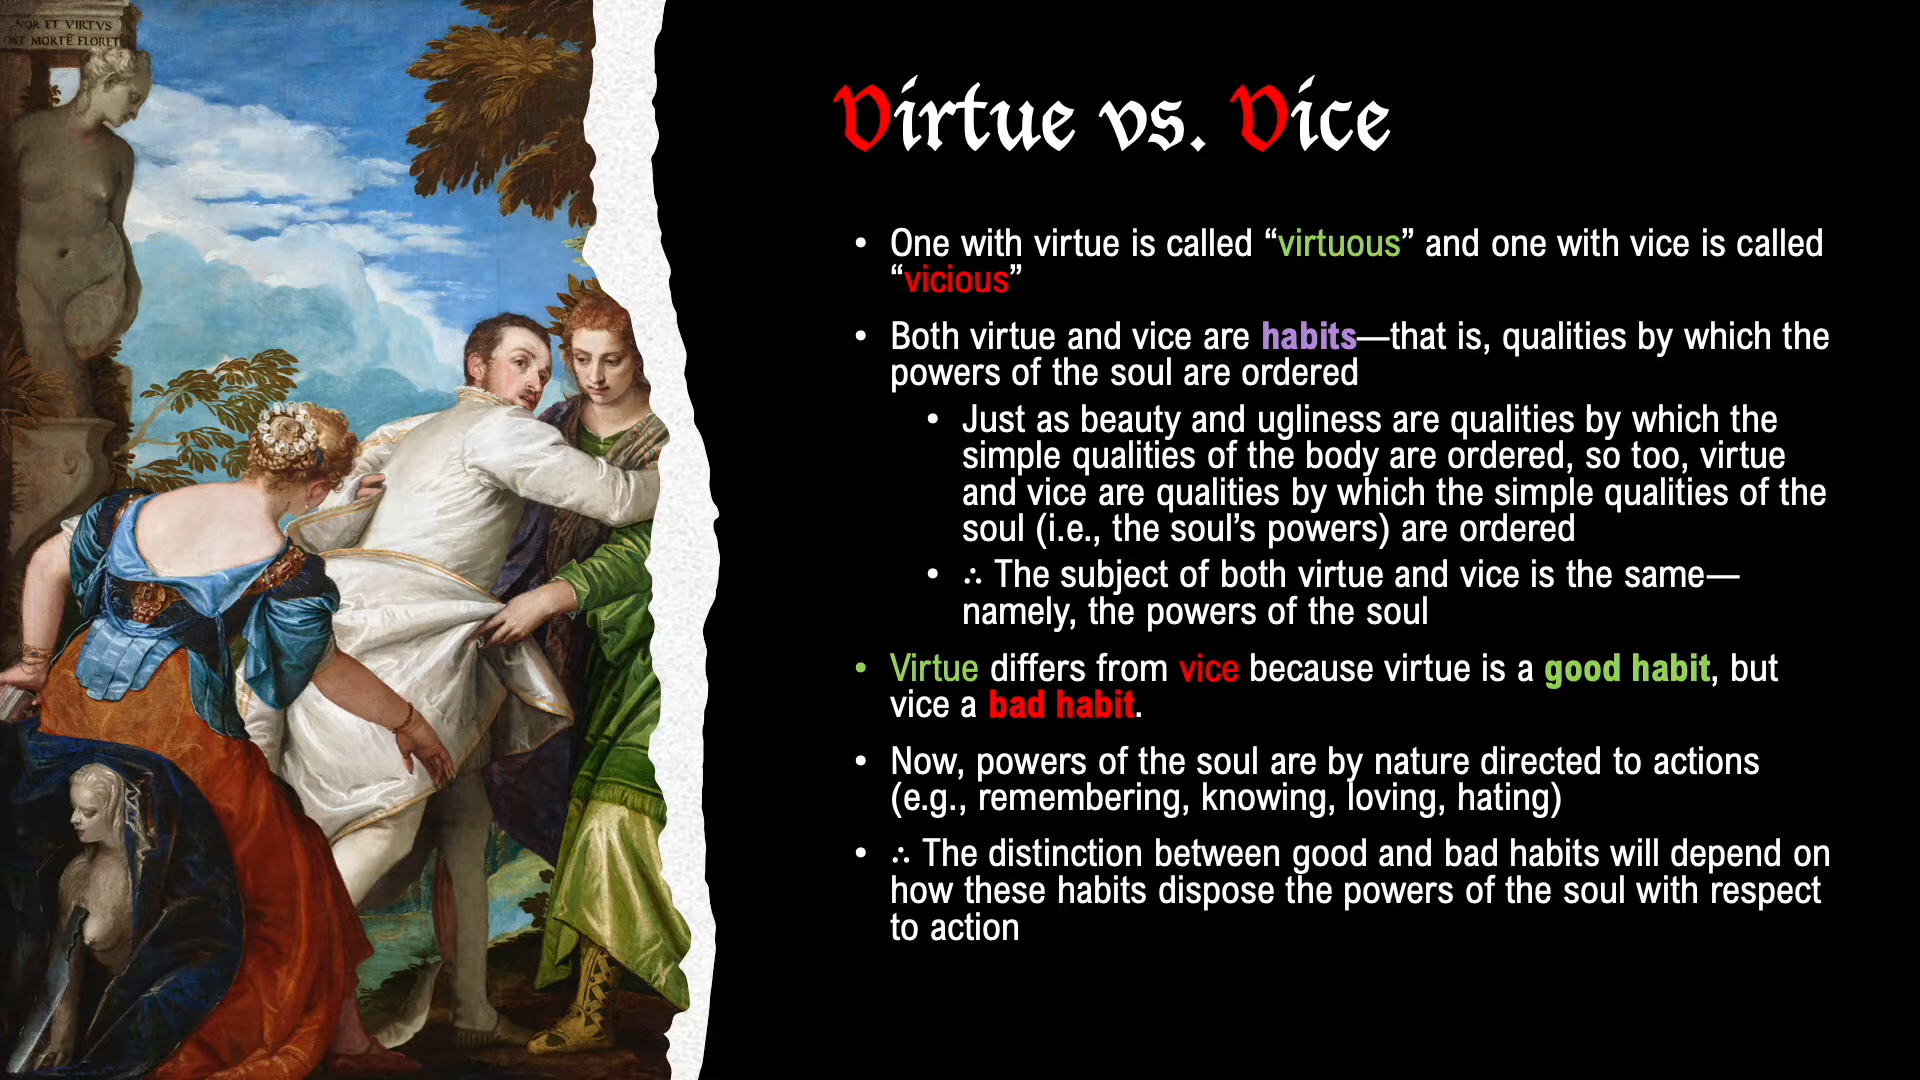 NOR ET VIRTVS
ST MORTĒ FLORET
Virtue vs. Vice
• One with virtue is called “virtuous” and one with vice is called
“vicious”
• Both virtue and vice are habits—that is, qualities by which the
powers of the soul are ordered
• Just as beauty and ugliness are qualities by which the
simple qualities of the body are ordered, so too, virtue
and vice are qualities by which the simple qualities of the
soul (i.e., the soul’s powers) are ordered
• ∴ The subject of both virtue and vice is the same—
namely, the powers of the soul
• Virtue differs from vice because virtue is a good habit, but
vice a bad habit.
• Now, powers of the soul are by nature directed to actions
(e.g., remembering, knowing, loving, hating)
• ∴ The distinction between good and bad habits will depend on
how these habits dispose the powers of the soul with respect
to action